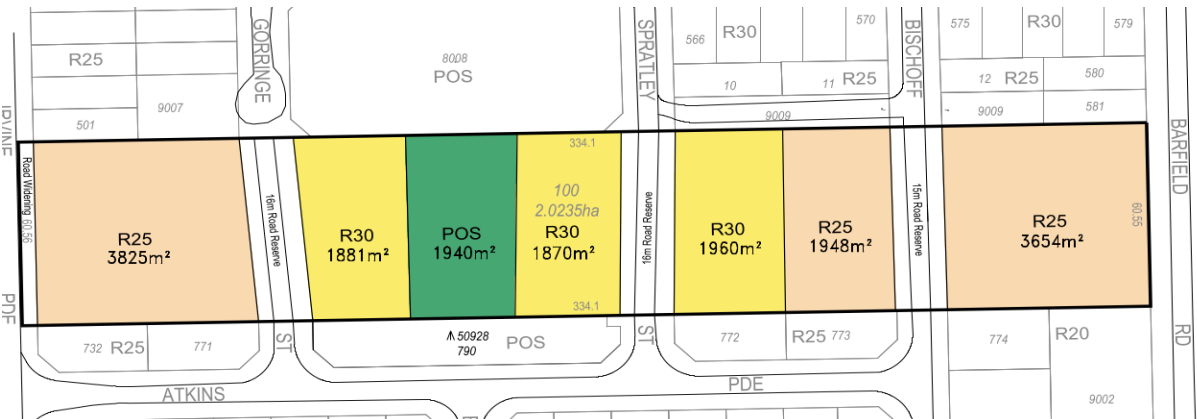 GORRINGE
SPRATLEY
BISCHOFF
575
R30
579
570
R30
566
R25
8008
POS
10
11 R25
12 R25
580
9007
501
9009
9009
581
IRVINE
BARFIELD
334.1
Road Widening
60.56
16m Road Reserve
100
2.0235ha
16m Road Reserve
15m Road Reserve
60.55
R25
3825m²
R30
1881m²
POS
1940m²
R30
1870m²
R30
1960m²
R25
1948m²
R25
3654m²
PDE
334.1
732 R25 771
ST
50928
790
POS
ST
772
R25 773
774
R20
RD
ATKINS
PDE
9002